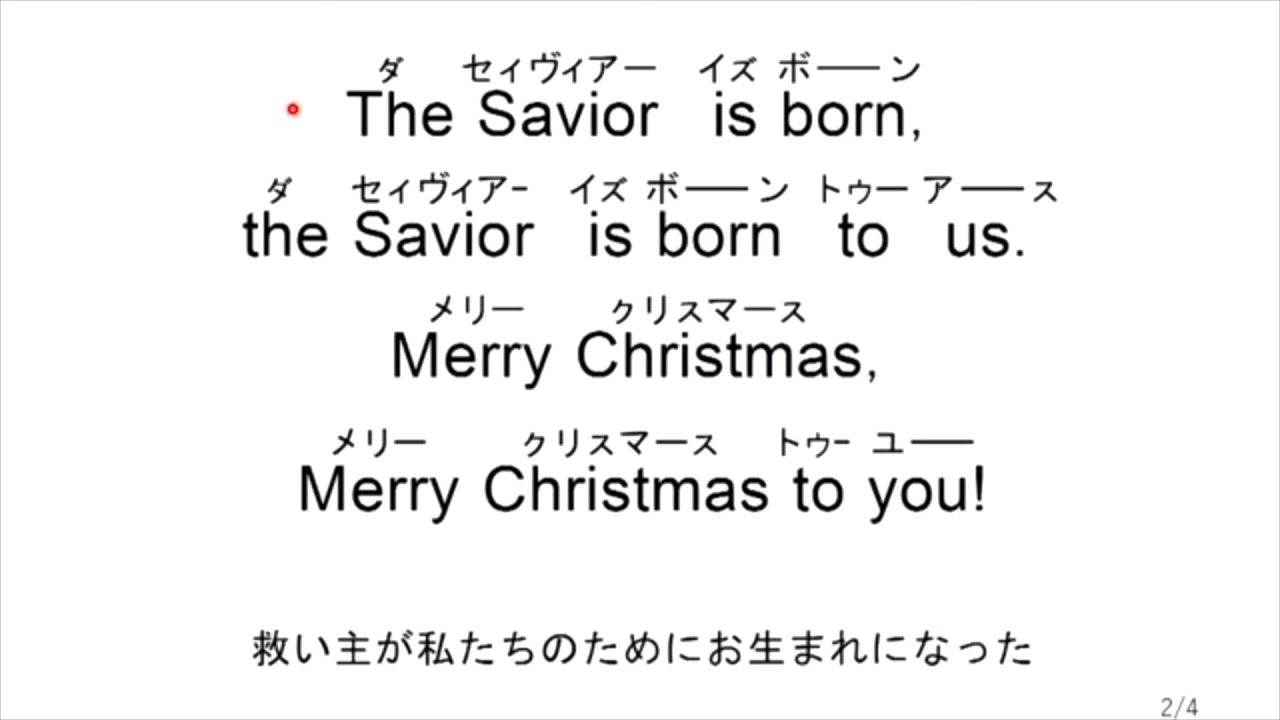 ダ セィヴィアー イズ ボ――ン
The Savior is born,
ダ セィヴィアー イズ ボ――ン トゥー ア――ス
the Savior is born to us.
メリー クリスマース
Merry Christmas,
メリー クリスマース トゥー ユ――
Merry Christmas to you!
救い主が私たちのためにお生まれになった
2/4